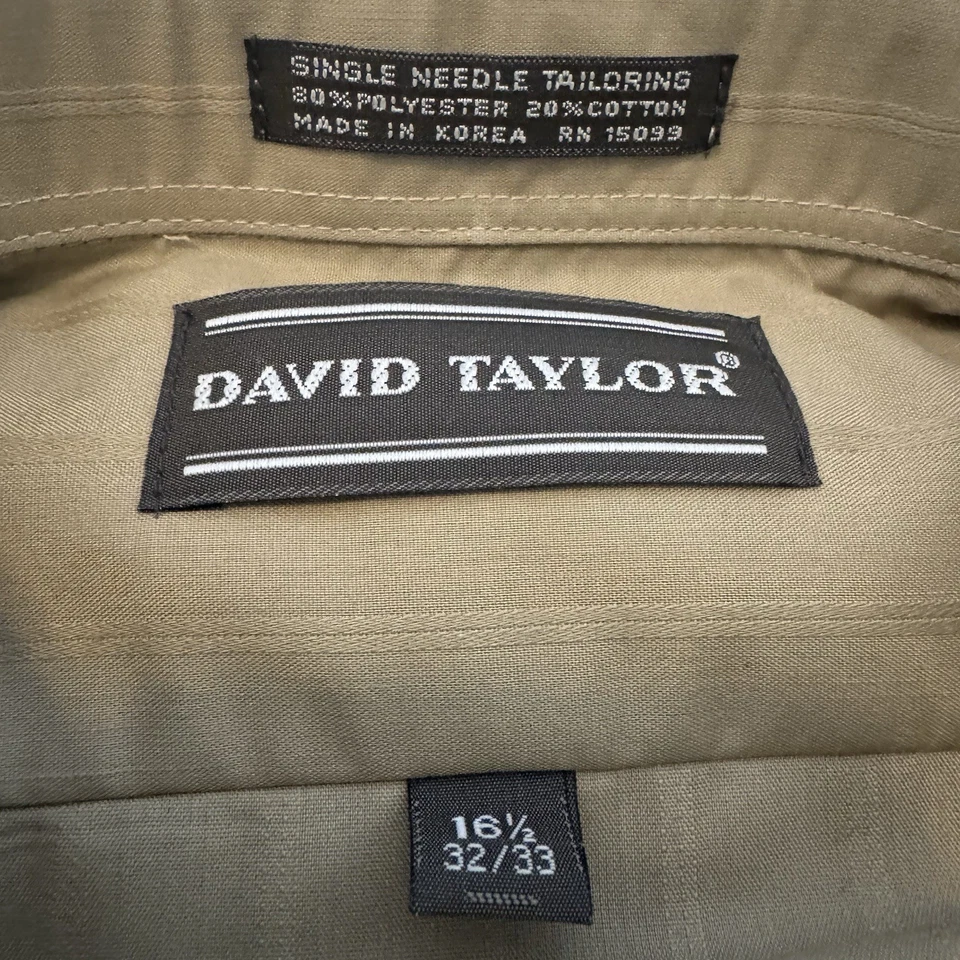 SINGLE NEEDLE TAILORING
80%POLYESTER 20%COTTON
MADE IN KOREA RN 15099
DAVID TAYLOR®
16½
32/33